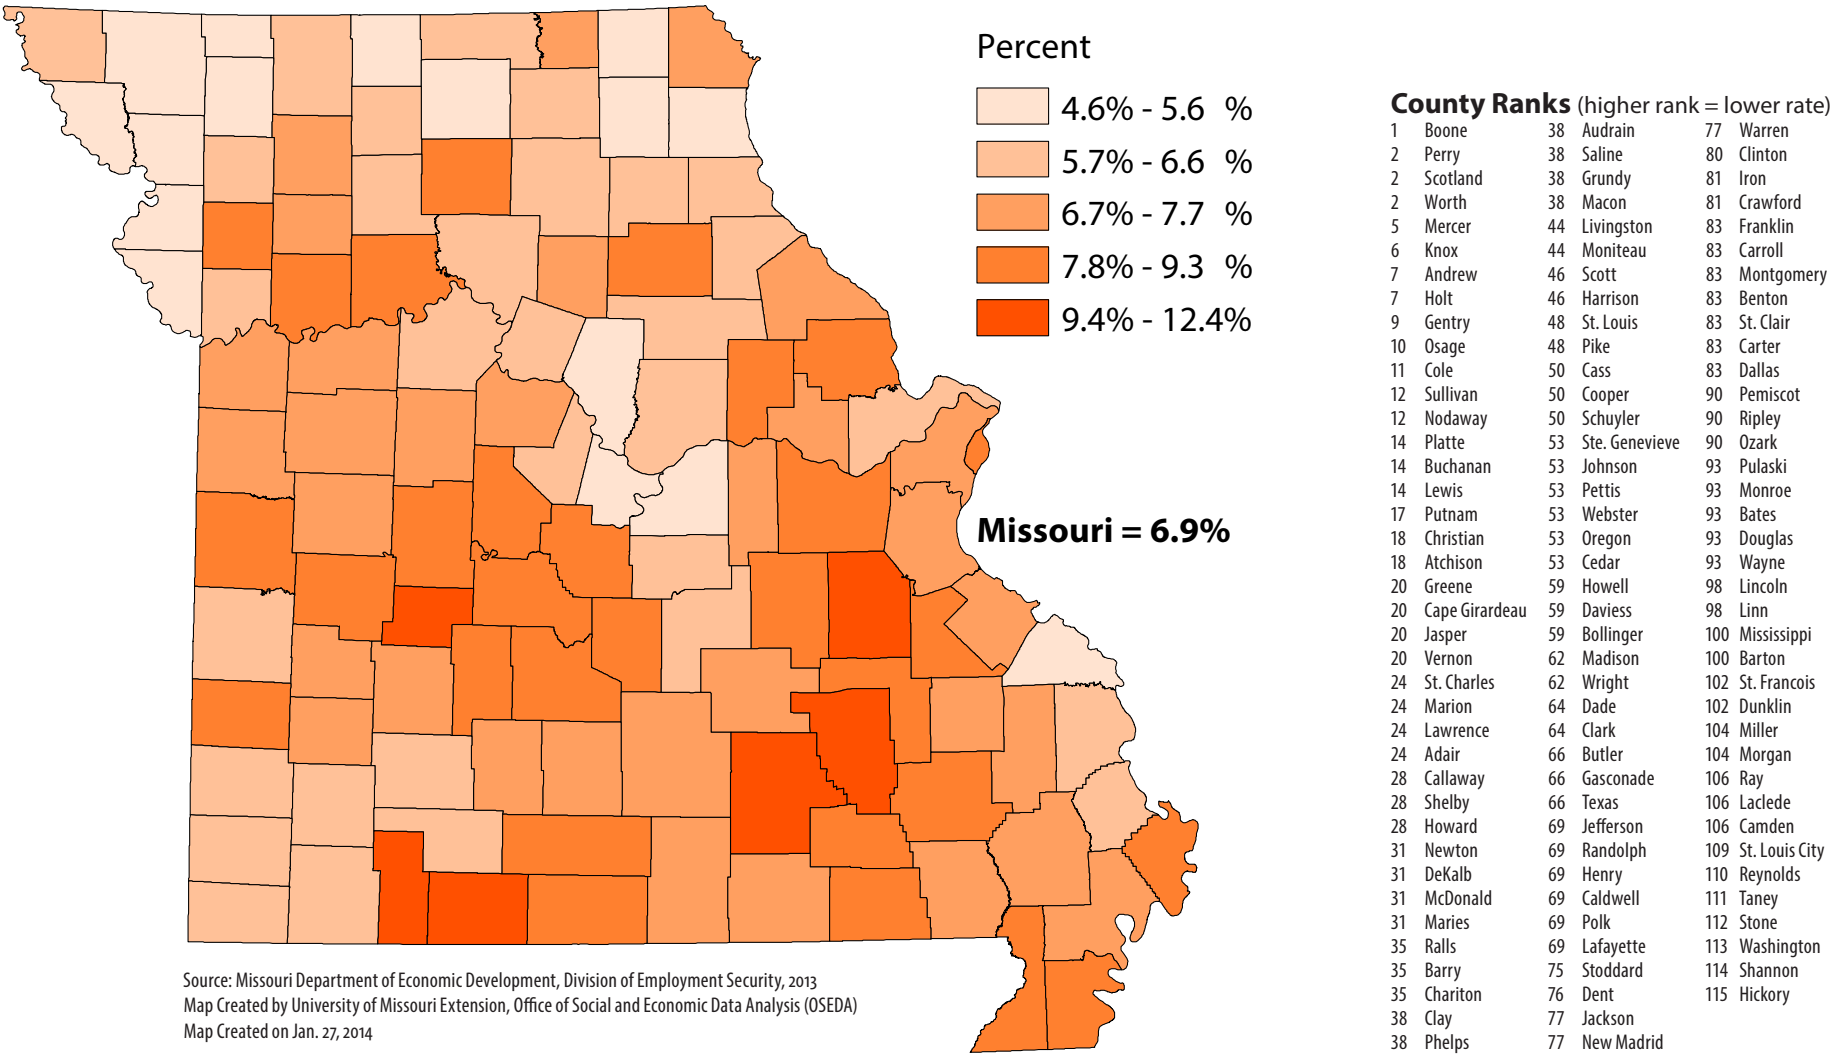 Percent
4.6% - 5.6 %
5.7% - 6.6 %
6.7% - 7.7 %
7.8% - 9.3 %
9.4% - 12.4%
Missouri = 6.9%
County Ranks (higher rank = lower rate)
1 Boone
2 Perry
2 Scotland
2 Worth
5 Mercer
6 Knox
7 Andrew
7 Holt
9 Gentry
10 Osage
11 Cole
12 Sullivan
12 Nodaway
14 Platte
14 Buchanan
14 Lewis
17 Putnam
18 Christian
18 Atchison
20 Greene
20 Cape Girardeau
20 Jasper
20 Vernon
24 St. Charles
24 Marion
24 Lawrence
24 Adair
28 Callaway
28 Shelby
28 Howard
31 Newton
31 DeKalb
31 McDonald
31 Maries
35 Ralls
35 Barry
35 Chariton
38 Clay
38 Phelps
38 Audrain
38 Saline
38 Grundy
38 Macon
44 Livingston
44 Moniteau
46 Scott
46 Harrison
48 St. Louis
48 Pike
50 Cass
50 Cooper
50 Schuyler
53 Ste. Genevieve
53 Johnson
53 Pettis
53 Webster
53 Oregon
53 Cedar
59 Howell
59 Daviess
59 Bollinger
62 Madison
62 Wright
64 Dade
64 Clark
66 Butler
66 Gasconade
66 Texas
69 Jefferson
69 Randolph
69 Henry
69 Caldwell
69 Polk
69 Lafayette
75 Stoddard
76 Dent
77 Jackson
77 New Madrid
77 Warren
80 Clinton
81 Iron
81 Crawford
83 Franklin
83 Carroll
83 Montgomery
83 Benton
83 St. Clair
83 Carter
83 Dallas
90 Pemiscot
90 Ripley
90 Ozark
93 Pulaski
93 Monroe
93 Bates
93 Douglas
93 Wayne
98 Lincoln
98 Linn
100 Mississippi
100 Barton
102 St. Francois
102 Dunklin
104 Miller
104 Morgan
106 Ray
106 Laclede
106 Camden
109 St. Louis City
110 Reynolds
111 Taney
112 Stone
113 Washington
114 Shannon
115 Hickory
Source: Missouri Department of Economic Development, Division of Employment Security, 2013
Map Created by University of Missouri Extension, Office of Social and Economic Data Analysis (OSEDA)
Map Created on Jan. 27, 2014